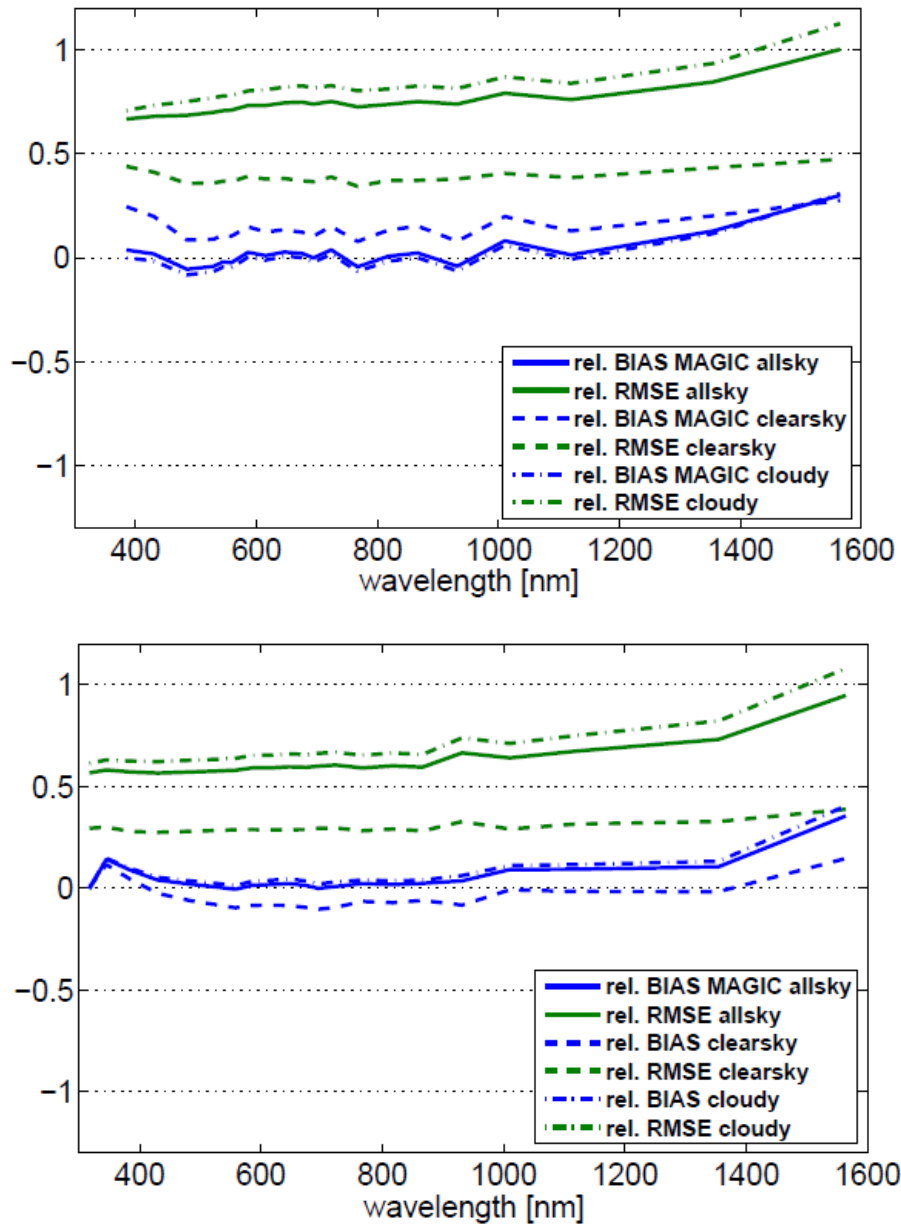 1
0.5
0
−0.5
−1
400 600 800 1000 1200 1400 1600
wavelength [nm]
rel. BIAS MAGIC allsky
rel. RMSE allsky
rel. BIAS MAGIC clearsky
rel. RMSE clearsky
rel. BIAS MAGIC cloudy
rel. RMSE cloudy
1
0.5
0
−0.5
−1
400 600 800 1000 1200 1400 1600
wavelength [nm]
rel. BIAS MAGIC allsky
rel. RMSE allsky
rel. BIAS clearsky
rel. RMSE clearsky
rel. BIAS cloudy
rel. RMSE cloudy